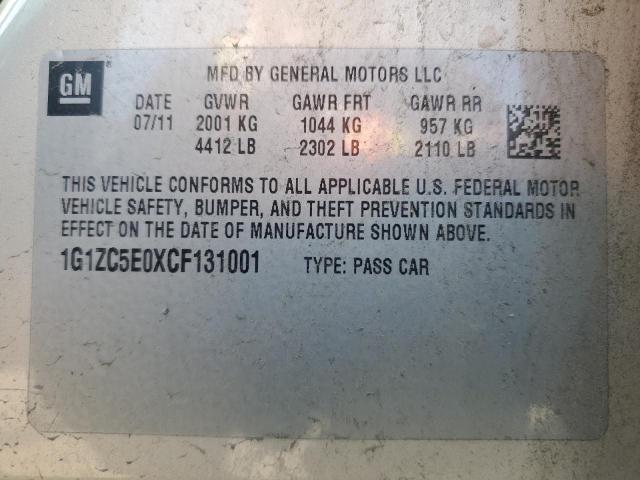 GM
MFD BY GENERAL MOTORS LLC
DATE GVWR GAWR FRT GAWR RR
07/11 2001 KG 1044 KG 957 KG
4412 LB 2302 LB 2110 LB
THIS VEHICLE CONFORMS TO ALL APPLICABLE U.S. FEDERAL MOTOR
VEHICLE SAFETY, BUMPER, AND THEFT PREVENTION STANDARDS IN
EFFECT ON THE DATE OF MANUFACTURE SHOWN ABOVE.
1G1ZC5E0XCF131001 TYPE: PASS CAR